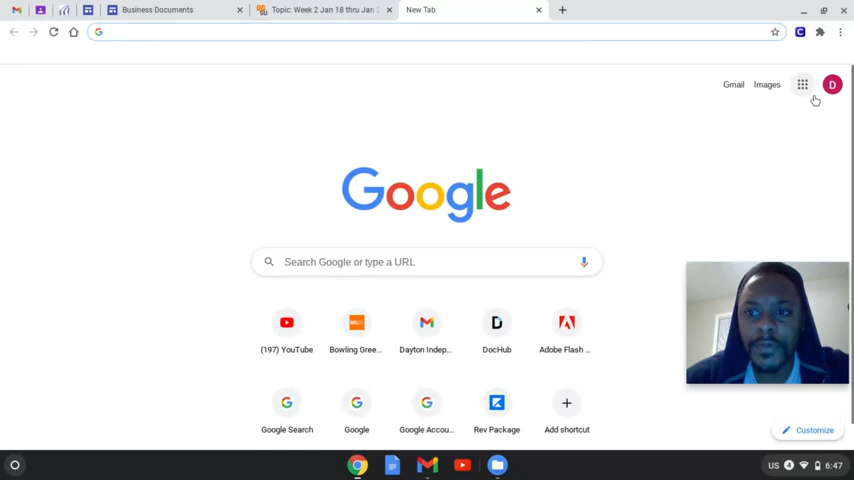 Business Documents
Topic: Week 2 Jan 18 thru Jan
New Tab
Gmail
Images
D
Google
Search Google or type a URL
(197) YouTube
Bowling Gree...
Dayton Indep...
DocHub
Adobe Flash ...
Google Search
Google
Google Accou...
Rev Package
Add shortcut
Customize
US
4
6:47